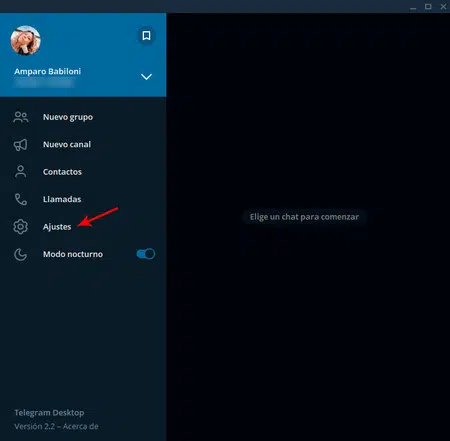 Amparo Babiloni
Nuevo grupo
Nuevo canal
Contactos
Llamadas
Ajustes
Modo nocturno
Elige un chat para comenzar
Telegram Desktop
Versión 2.2 – Acerca de